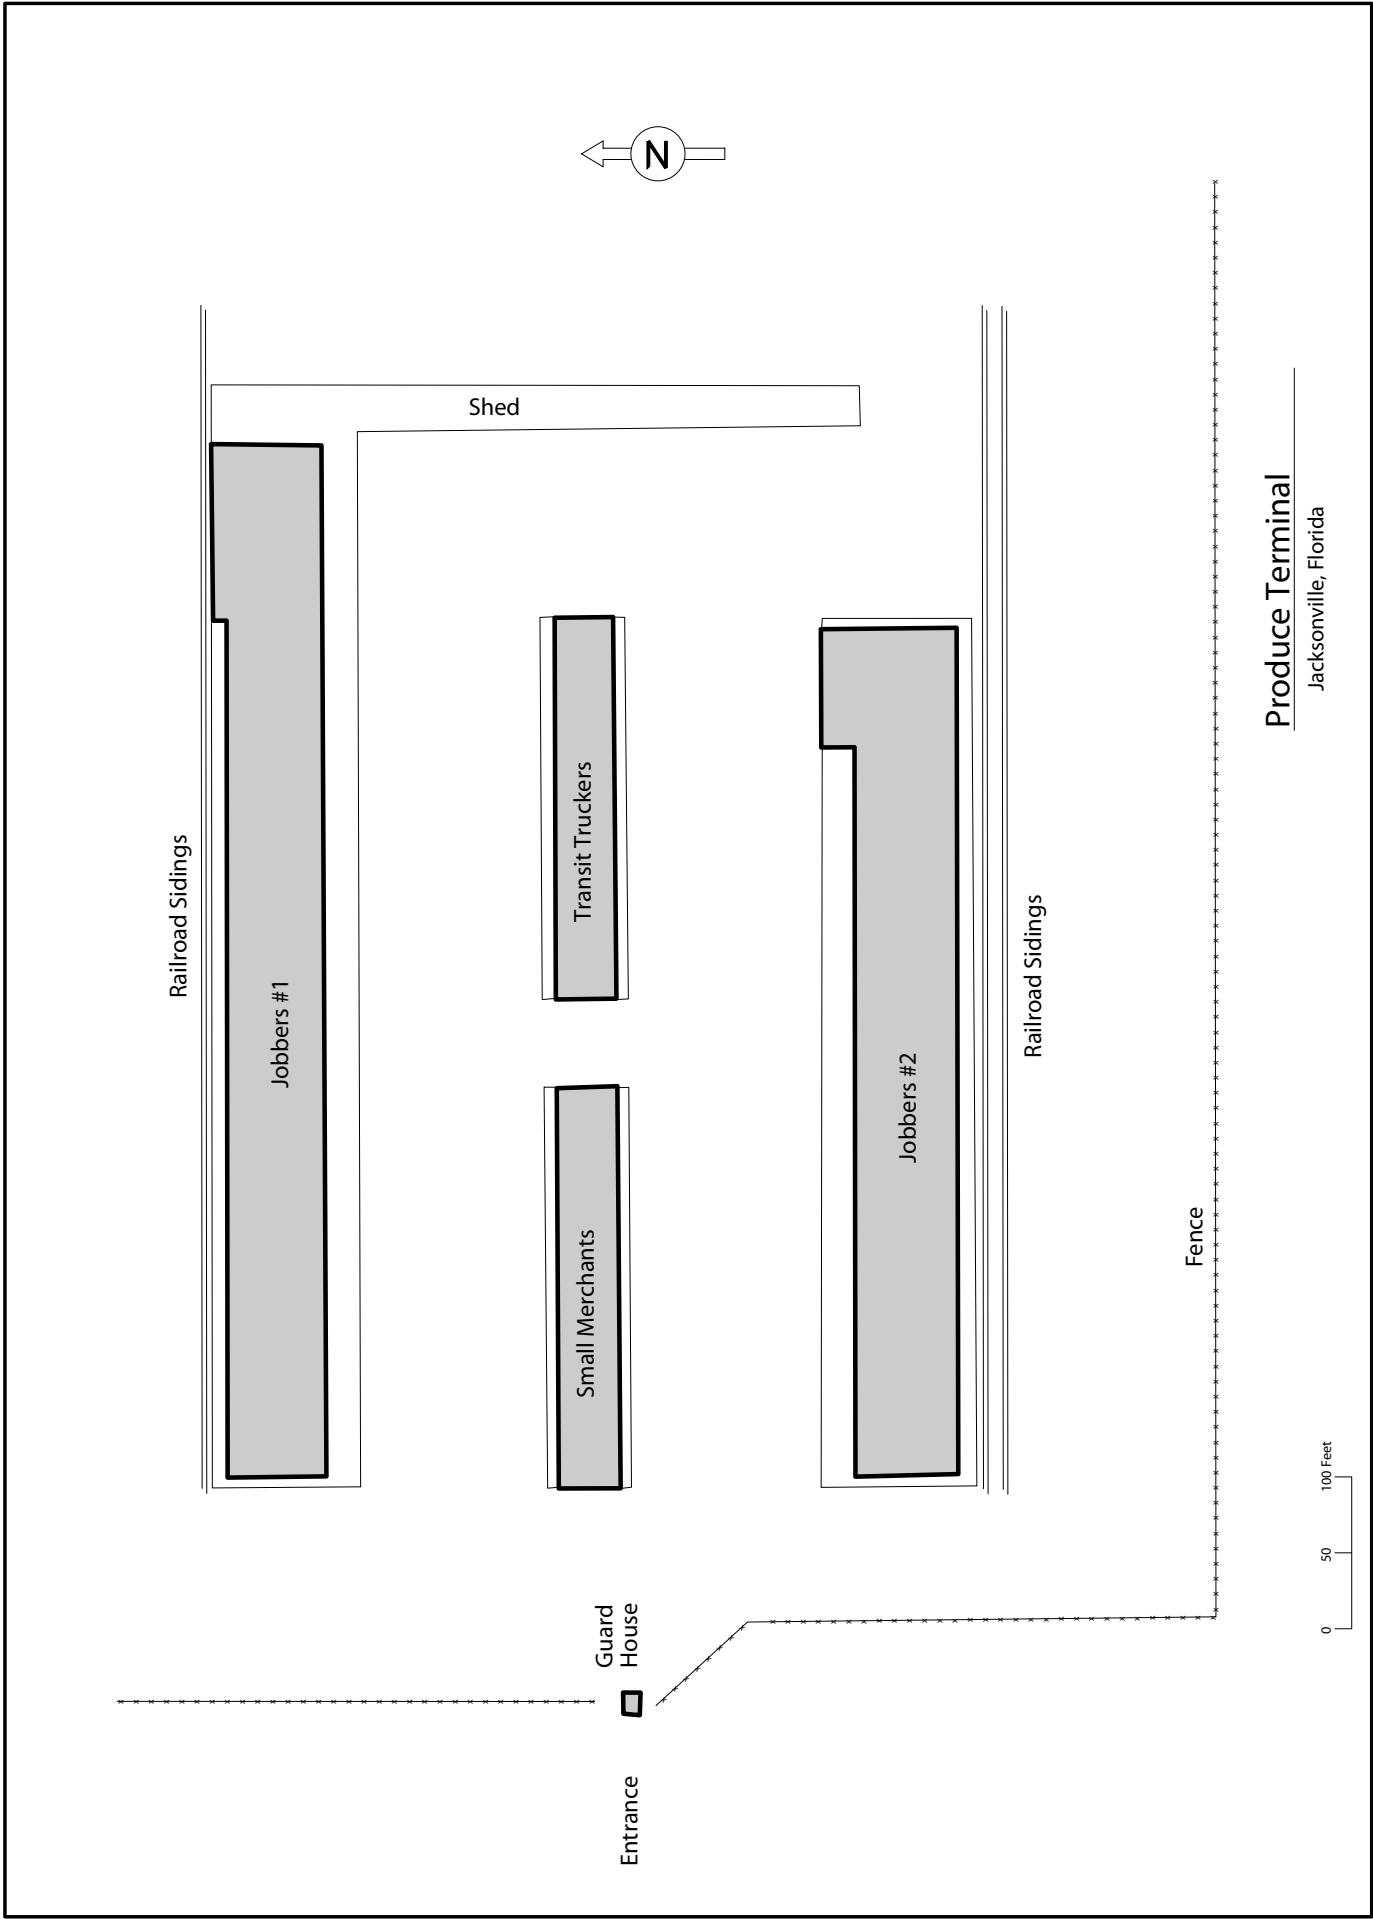 N
Shed
Railroad Sidings
Jobbers #1
Transit Truckers
Small Merchants
Jobbers #2
Railroad Sidings
Fence
Guard
House
Entrance
Produce Terminal
Jacksonville, Florida
0
50
100 Feet